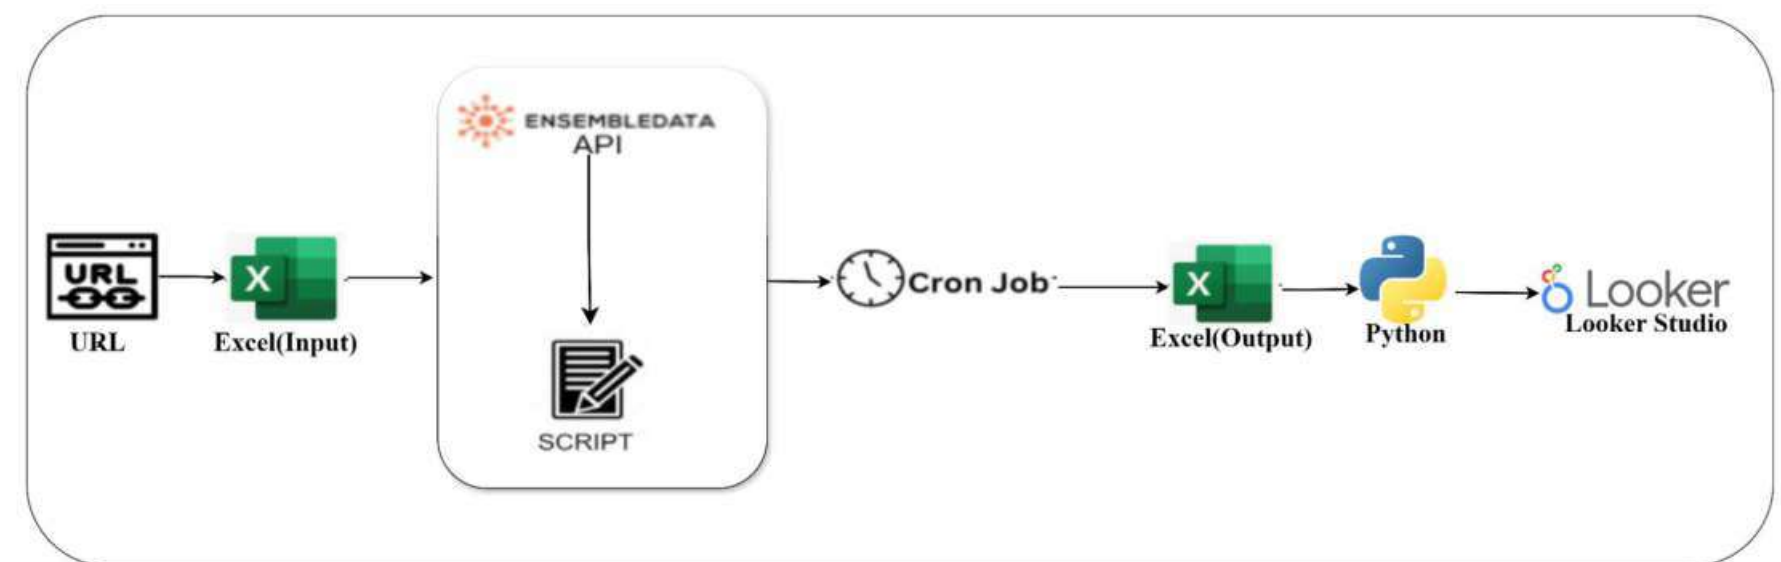 ENSEMBLEDATA
API
URL
URL
X
Excel(Input)
SCRIPT
Cron Job
X
Excel(Output)
Python
Looker
Looker Studio